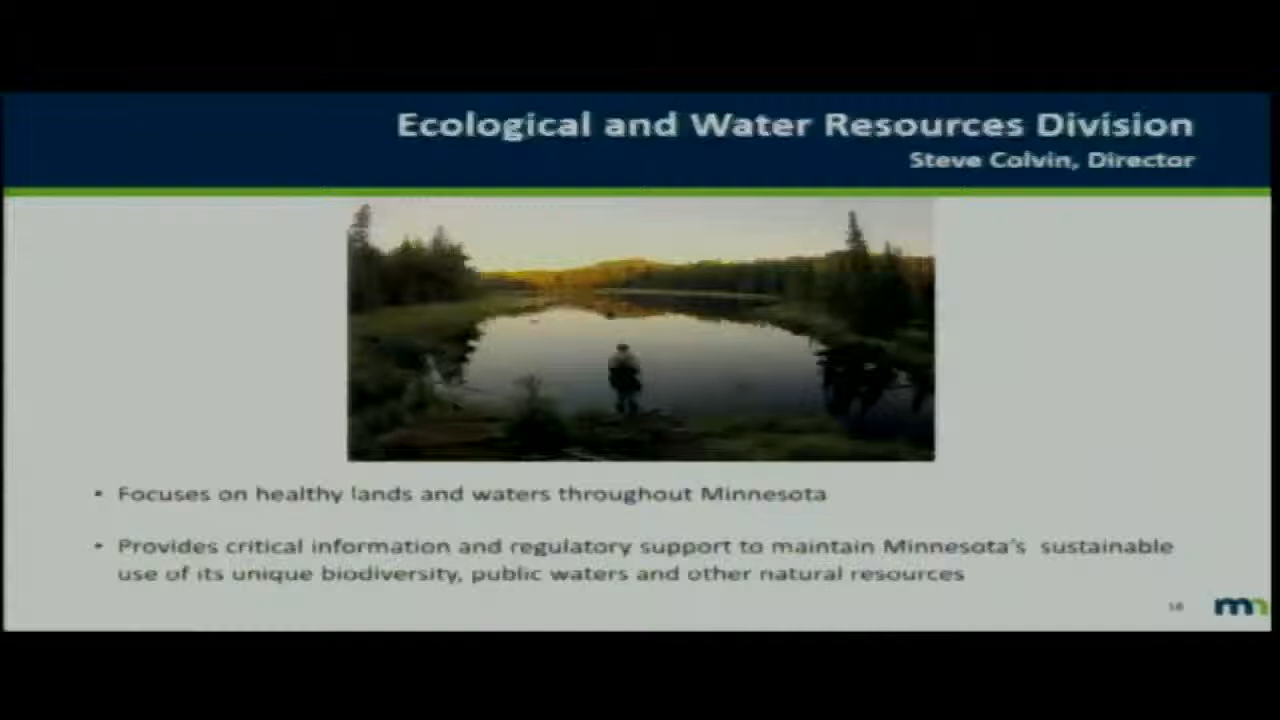 Ecological and Water Resources Division
Steve Colvin, Director
• Focuses on healthy lands and waters throughout Minnesota
• Provides critical information and regulatory support to maintain Minnesota's sustainable
use of its unique biodiversity, public waters and other natural resources
mn